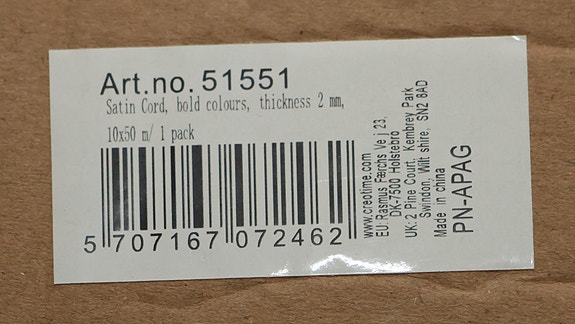 Art.no. 51551
Satin Cord, bold colours, thickness 2 mm,
10x50 m/ 1 pack
5 707167 072462
www.creotime.com
EU: Rasmus Færchs Ve j 23,
DK-7500 Holstebro
UK: 2 Pine Court, Kembrey Park
Swindon, Wilt shire, SN2 8AD
Made in china
PN-APAG